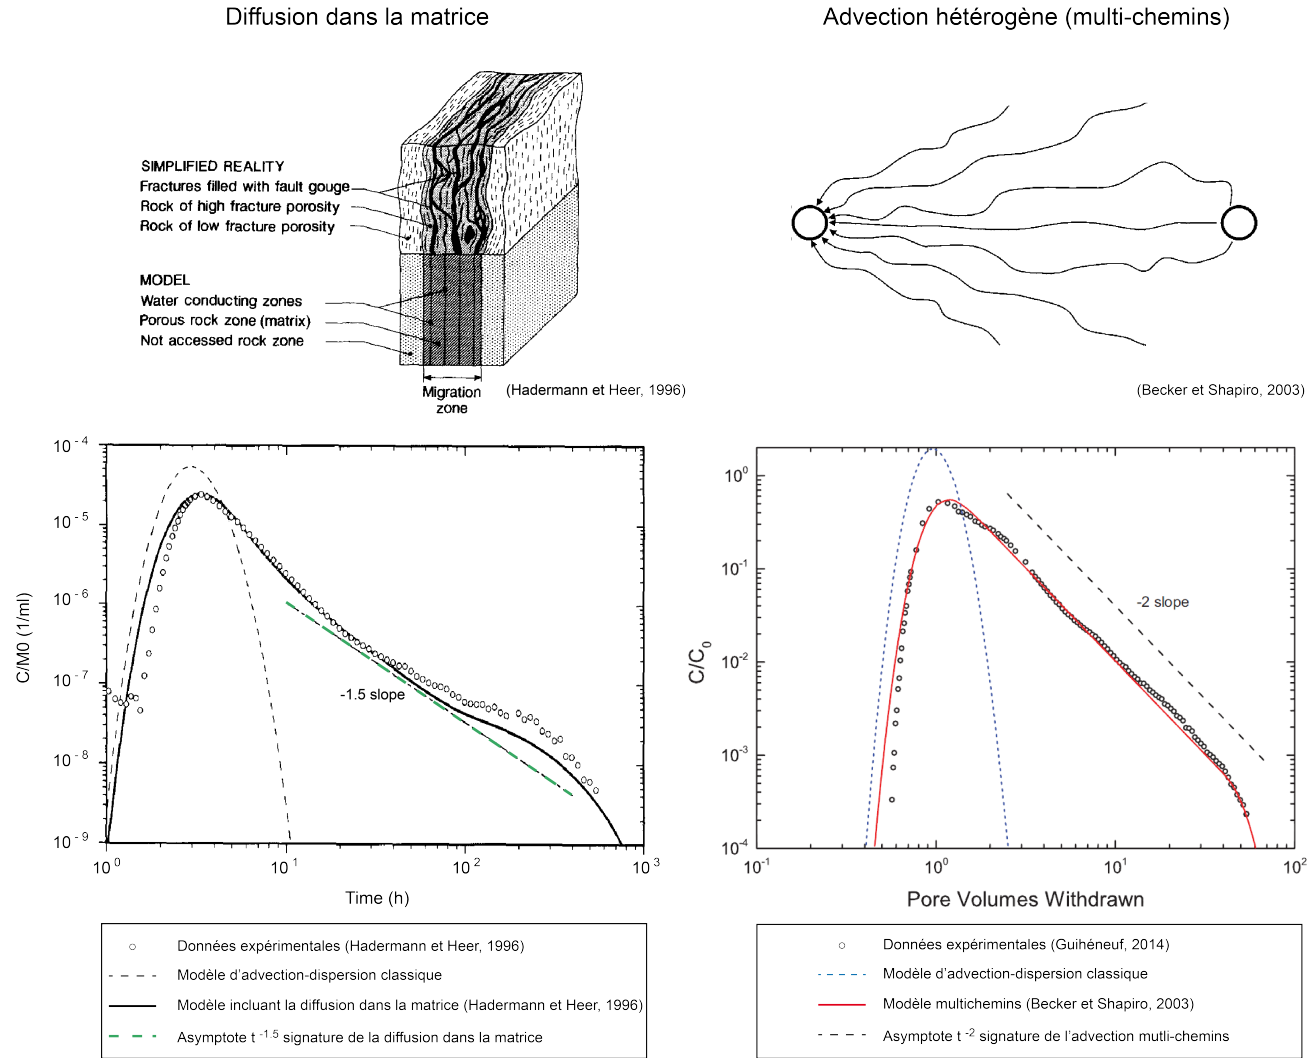 Diffusion dans la matrice
Advection hétérogène (multi-chemins)
SIMPLIFIED REALITY
Fractures filled with fault gouge
Rock of high fracture porosity
Rock of low fracture porosity
MODEL
Water conducting zones
Porous rock zone (matrix)
Not accessed rock zone
Migration
zone
(Hadermann et Heer, 1996)
(Becker et Shapiro, 2003)
10⁻⁴
10⁻⁵
10⁻⁶
10⁻⁷
10⁻⁸
10⁻⁹
C/M0 (1/ml)
-1.5 slope
10⁰
10¹
10²
10³
Time (h)
10⁰
10⁻¹
10⁻²
10⁻³
10⁻⁴
C/C₀
-2 slope
10⁻¹
10⁰
10¹
10²
Pore Volumes Withdrawn
Données expérimentales (Hadermann et Heer, 1996)
Modèle d'advection-dispersion classique
Modèle incluant la diffusion dans la matrice (Hadermann et Heer, 1996)
Asymptote t ⁻¹·⁵ signature de la diffusion dans la matrice
Données expérimentales (Guihéneuf, 2014)
Modèle d'advection-dispersion classique
Modèle multichemins (Becker et Shapiro, 2003)
Asymptote t ⁻² signature de l'advection mutli-chemins